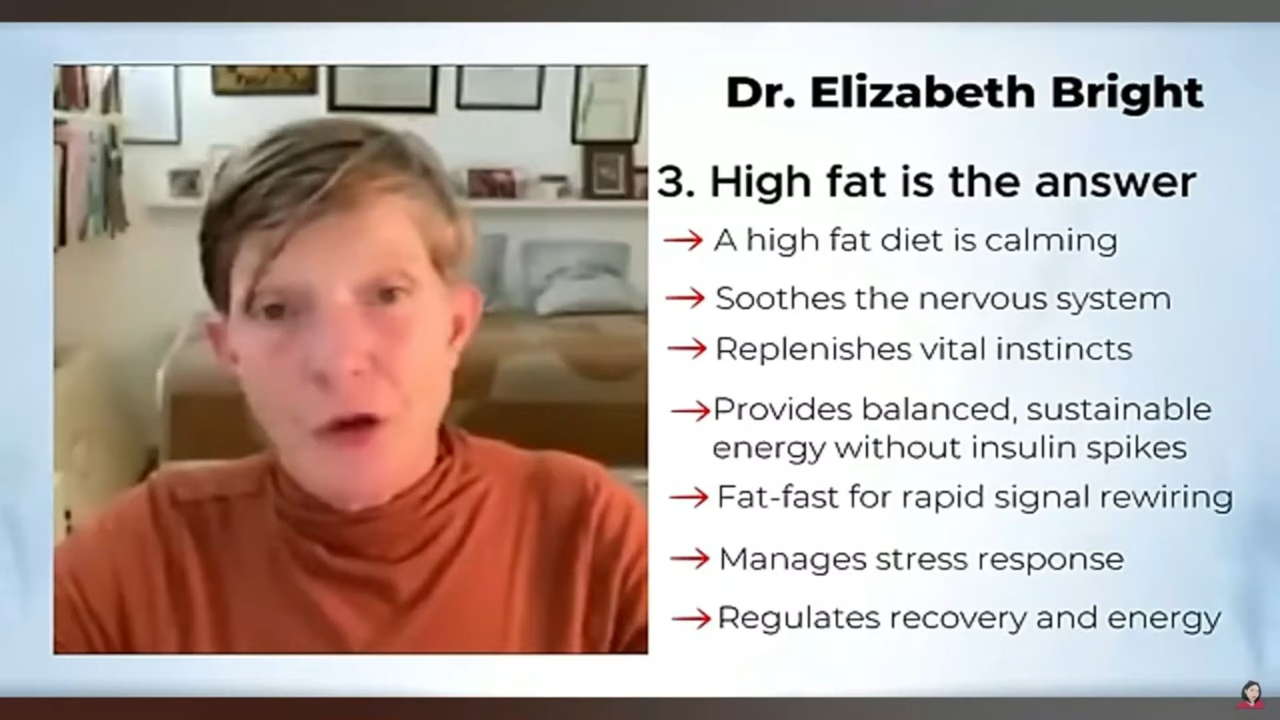 Dr. Elizabeth Bright
3. High fat is the answer
A high fat diet is calming
Soothes the nervous system
Replenishes vital instincts
Provides balanced, sustainable
energy without insulin spikes
Fat-fast for rapid signal rewiring
Manages stress response
Regulates recovery and energy